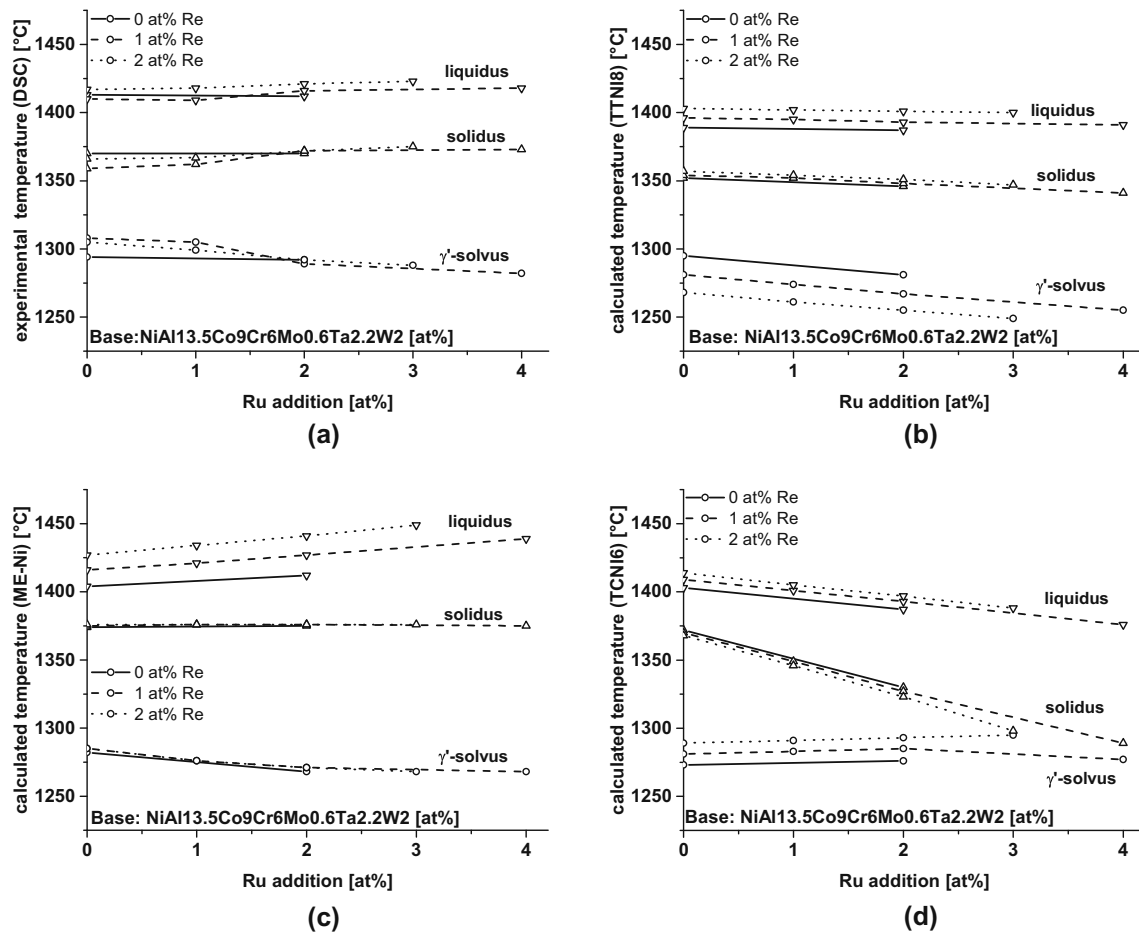 experimental temperature (DSC) [°C]
1450
1400
1350
1300
1250
0 at% Re
1 at% Re
2 at% Re
liquidus
solidus
γ'-solvus
Base:NiAl13.5Co9Cr6Mo0.6Ta2.2W2 [at%]
0 1 2 3 4
Ru addition [at%]
(a)
calculated temperature (TTNI8) [°C]
1450
1400
1350
1300
1250
0 at% Re
1 at% Re
2 at% Re
liquidus
solidus
γ'-solvus
Base:NiAl13.5Co9Cr6Mo0.6Ta2.2W2 [at%]
0 1 2 3 4
Ru addition [at%]
(b)
calculated temperature (ME-Ni) [°C]
1450
1400
1350
1300
1250
liquidus
solidus
0 at% Re
1 at% Re
2 at% Re
γ'-solvus
Base: NiAl13.5Co9Cr6Mo0.6Ta2.2W2 [at%]
0 1 2 3 4
Ru addition [at%]
(c)
calculated temperature (TCNI6) [°C]
1450
1400
1350
1300
1250
0 at% Re
1 at% Re
2 at% Re
liquidus
solidus
γ'-solvus
Base: NiAl13.5Co9Cr6Mo0.6Ta2.2W2 [at%]
0 1 2 3 4
Ru addition [at%]
(d)